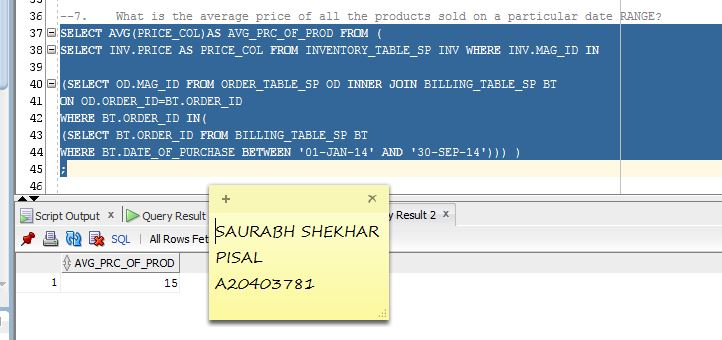 35
36 --7. What is the average price of all the products sold on a particular date RANGE?
37 SELECT AVG(PRICE_COL)AS AVG_PRC_OF_PROD FROM (
38 SELECT INV.PRICE AS PRICE_COL FROM INVENTORY_TABLE_SP INV WHERE INV.MAG_ID IN
39
40 (SELECT OD.MAG_ID FROM ORDER_TABLE_SP OD INNER JOIN BILLING_TABLE_SP BT
41 ON OD.ORDER_ID=BT.ORDER_ID
42 WHERE BT.ORDER_ID IN(
43 (SELECT BT.ORDER_ID FROM BILLING_TABLE_SP BT
44 WHERE BT.DATE_OF_PURCHASE BETWEEN '01-JAN-14' AND '30-SEP-14'))) )
45 ;
46
Script Output x Query Result y Result 2 x
SQL All Rows Fet
AVG_PRC_OF_PROD
1 15
SAURABH SHEKHAR
PISAL
A20403781